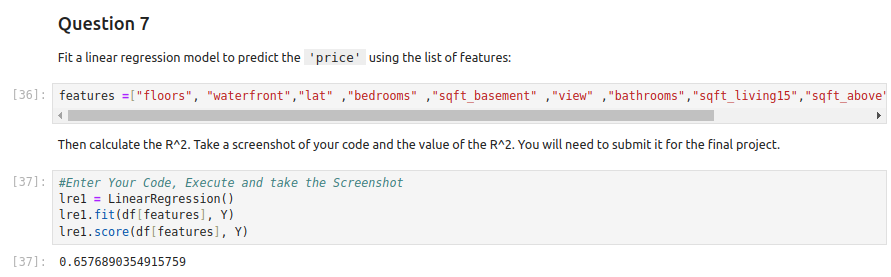 Question 7
Fit a linear regression model to predict the 'price' using the list of features:
[36]: features =["floors", "waterfront","lat" ,"bedrooms" ,"sqft_basement" ,"view" ,"bathrooms","sqft_living15","sqft_above"
Then calculate the R^2. Take a screenshot of your code and the value of the R^2. You will need to submit it for the final project.
[37]: #Enter Your Code, Execute and take the Screenshot
lre1 = LinearRegression()
lre1.fit(df[features], Y)
lre1.score(df[features], Y)
[37]: 0.6576890354915759